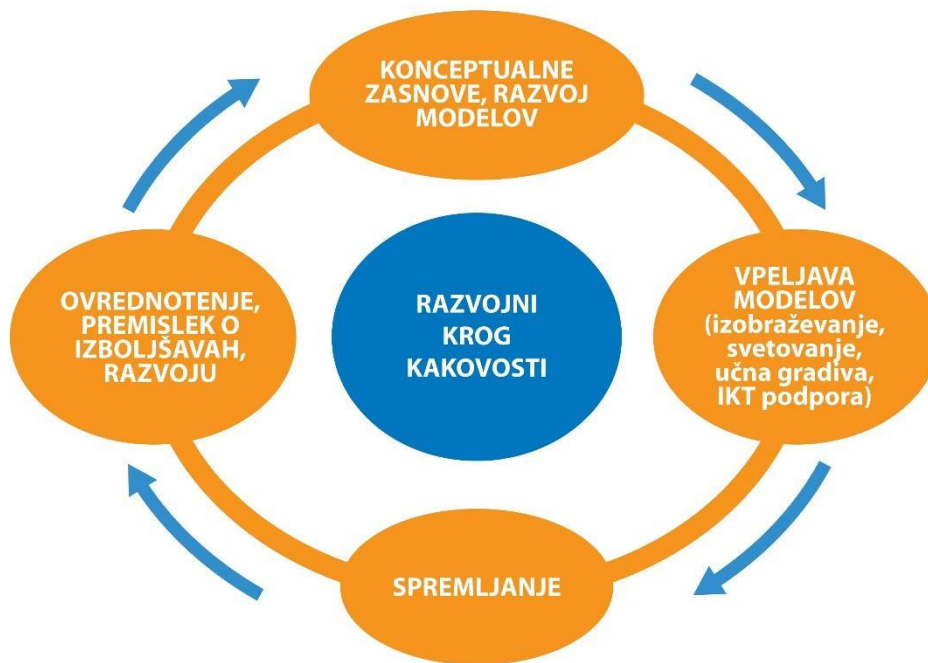 KONCEPTUALNE
ZASNOVE, RAZVOJ
MODELOV
OVREDNOTENJE,
PREMISLEK O
IZBOLJŠAVAH,
RAZVOJU
RAZVOJNI
KROG
KAKOVOSTI
VPELJAVA
MODELOV
(izobraževanje,
svetovanje,
učna gradiva,
IKT podpora)
SPREMLJANJE